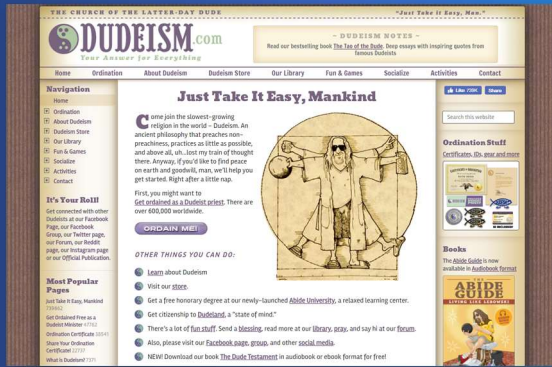 THE CHURCH OF THE LATTER-DAY DUDE
"Just Take It Easy, Man."
DUDEISM.com
Your Answer for Everything
~ DUDEISM NOTES ~
Read our bestselling book The Tao of the Dude. Deep essays with inspiring quotes from
famous Dudeists
Home Ordination About Dudeism Dudeism Store Our Library Fun & Games Socialize Activities Contact
Navigation
Home
Ordination
About Dudeism
Dudeism Store
Our Library
Fun & Games
Socialize
Activities
Contact
It's Your Roll!
Get connected with other
Dudeists at our Facebook
Page, our Facebook
Group, our Twitter page,
our Forum, our Reddit
page, our Instagram page
or our Official Publication.
Most Popular
Pages
Just Take It Easy, Mankind
Get Ordained Free as a
Dudeist Minister
Ordination Certificate
Share Your Ordination
Certificate!
What is Dudeism?
Just Take It Easy, Mankind
Come join the slowest-growing
religion in the world – Dudeism. An
ancient philosophy that preaches non-
preachiness, practices as little as possible,
and above all, uh...lost my train of thought
there. Anyway, if you'd like to find peace
on earth and goodwill, man, we'll help you
get started. Right after a little nap.
First, you might want to
Get ordained as a Dudeist priest. There are
over 600,000 worldwide.
ORDAIN ME!
OTHER THINGS YOU CAN DO:
Learn about Dudeism
Visit our store.
Get a free honorary degree at our newly-launched Abide University, a relaxed learning center.
Get citizenship to Dudeland, a "state of mind."
There's lot of fun stuff. Send a blessing, read more at our library, pray, and say hi at our forum.
Also, please visit our Facebook page, group, and other social media.
NEW! Download our book The Dude Testament in audiobook or ebook format for free!
Like
Share
Search this website
Ordination Stuff
Certificates, IDs, gear and more
Books
The Abide Guide is now
available in Audiobook format
THE
ABIDE
GUIDE
LIVING LIKE LEBOWSKI